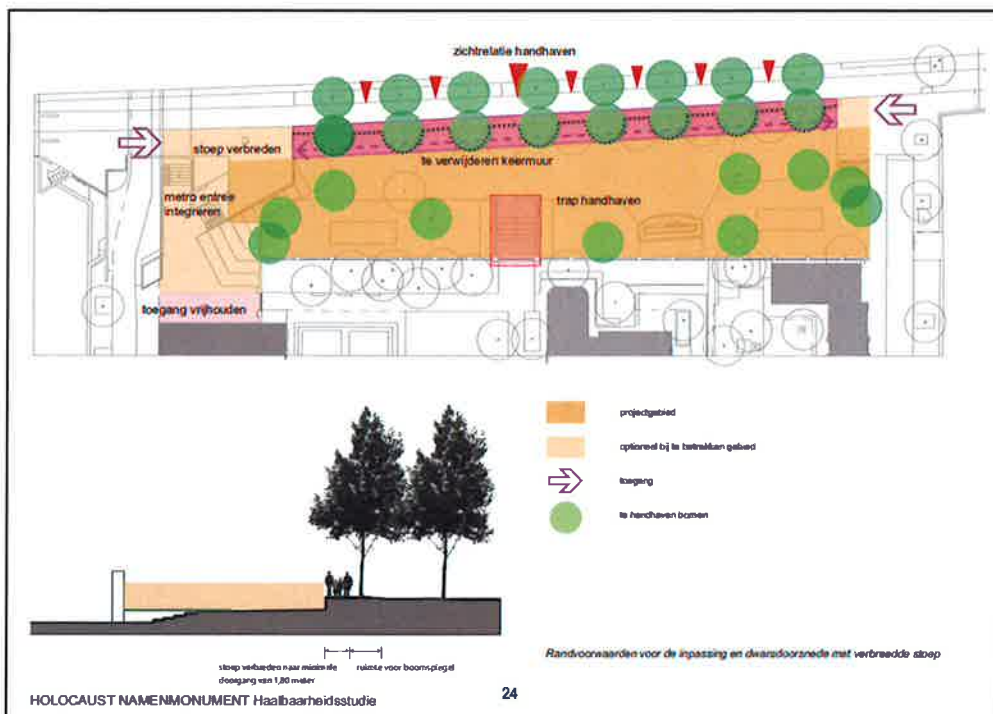 zichtrelatie handhaven
stoep verbreden
te verwijderen keermuur
metro entree
integreren
trap handhaven
toegang vrijhouden
projectgebied
optioneel bij te betrekken gebied
toegang
te handhaven bomen
stoep verbreden naar minimale
doorgang van 1,80 meter
ruimte voor boomspiegel
Randvoorwaarden voor de inpassing en dwarsdoorsnede met verbreedde stoep
HOLOCAUST NAMENMONUMENT Haalbaarheidsstudie
24